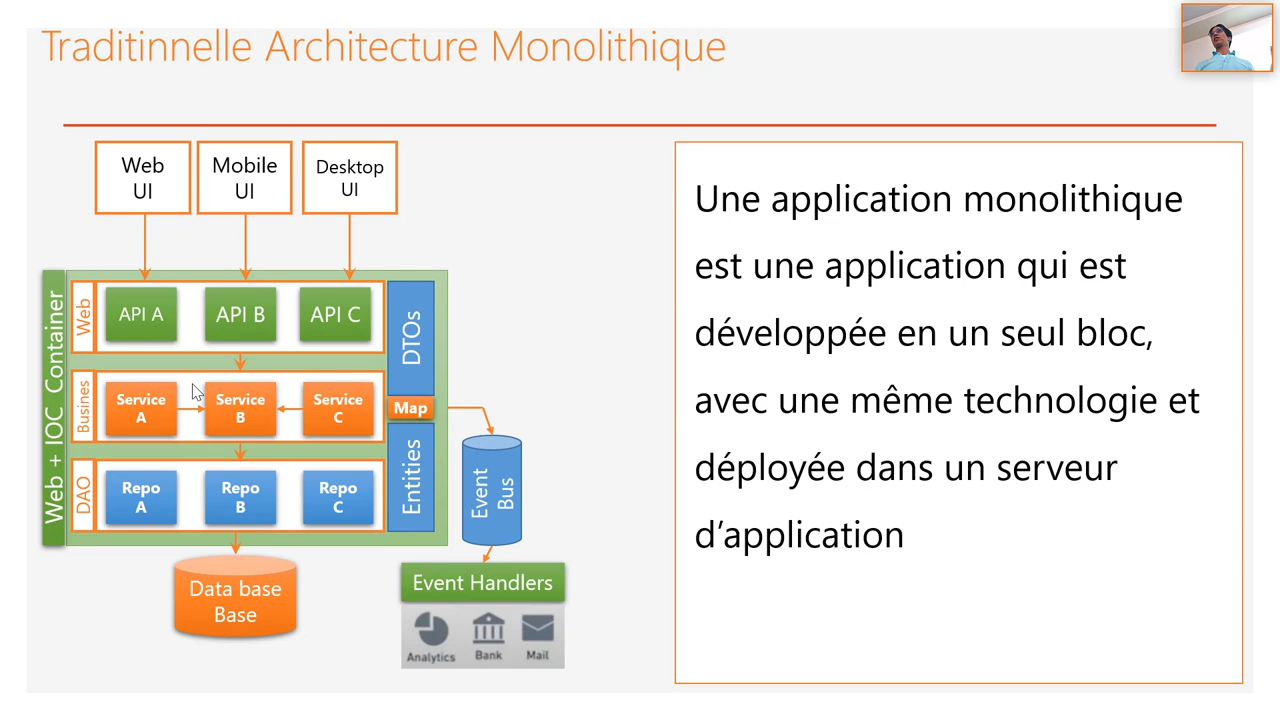 Traditinnelle Architecture Monolithique
Web
UI
Mobile
UI
Desktop
UI
Web + IOC Container
Web
API A
API B
API C
DTOs
Busines
Service
A
Service
B
Service
C
Map
DAO
Repo
A
Repo
B
Repo
C
Entities
Event
Bus
Data base
Base
Event Handlers
Analytics
Bank
Mail
Une application monolithique
est une application qui est
développée en un seul bloc,
avec une même technologie et
déployée dans un serveur
d’application